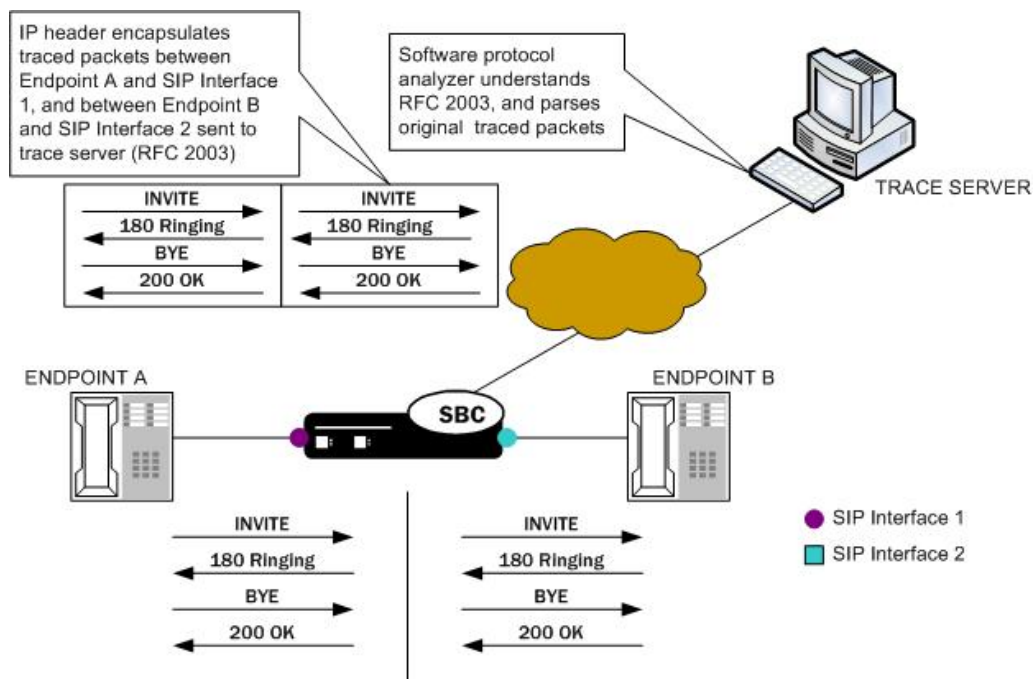 IP header encapsulates
traced packets between
Endpoint A and SIP Interface
1, and between Endpoint B
and SIP Interface 2 sent to
trace server (RFC 2003)
Software protocol
analyzer understands
RFC 2003, and parses
original traced packets
TRACE SERVER
INVITE
180 Ringing
BYE
200 OK
INVITE
180 Ringing
BYE
200 OK
ENDPOINT A
SBC
ENDPOINT B
INVITE
180 Ringing
BYE
200 OK
INVITE
180 Ringing
BYE
200 OK
SIP Interface 1
SIP Interface 2